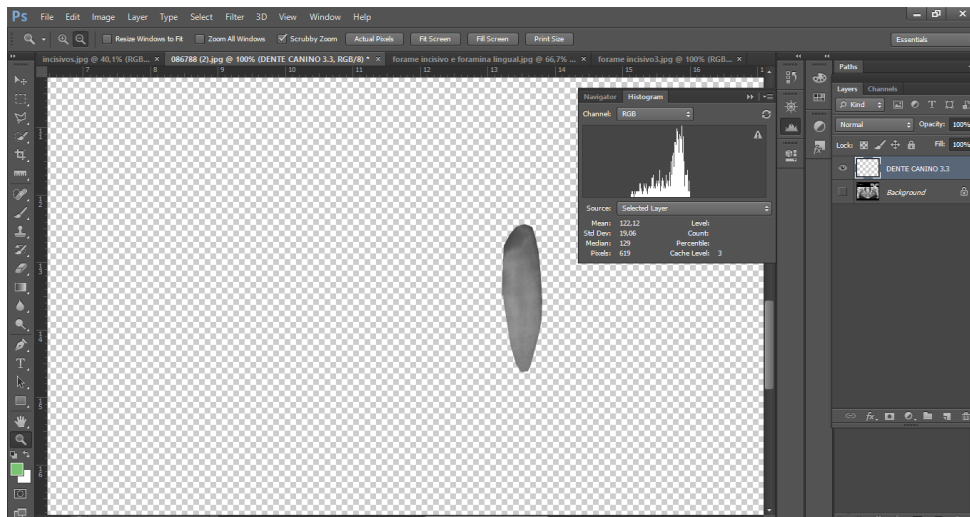 Ps File Edit Image Layer Type Select Filter 3D View Window Help
Resize Windows to Fit Zoom All Windows Scrubby Zoom Actual Pixels Fit Screen Fill Screen Print Size Essentials
incisivos.jpg @ 40,1% (RGB... × 086788 (2).jpg @ 100% (DENTE CANINO 3.3, RGB/8) * × forame incisivo e foramina lingual.jpg @ 66,7% ... × forame incisivo3.jpg @ 100% (RGB... ×
7 8 9 10 11 12 13 14 15 16
Navigator Histogram
Channel: RGB
Source: Selected Layer
Mean: 122,12 Level:
Std Dev: 19,06 Count:
Median: 129 Percentile:
Pixels: 619 Cache Level: 3
Paths
Layers Channels
Kind
Normal Opacity: 100%
Lock: Fill: 100%
DENTE CANINO 3.3
Background